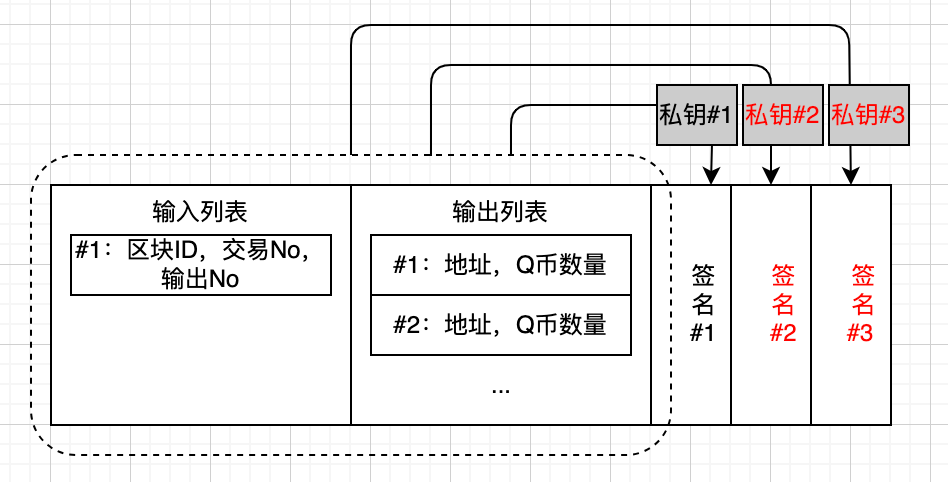 私钥#1
私钥#2
私钥#3
输入列表
#1：区块ID，交易No，
输出No
输出列表
#1：地址，Q币数量
#2：地址，Q币数量
...
签
名
#1
签
名
#2
签
名
#3